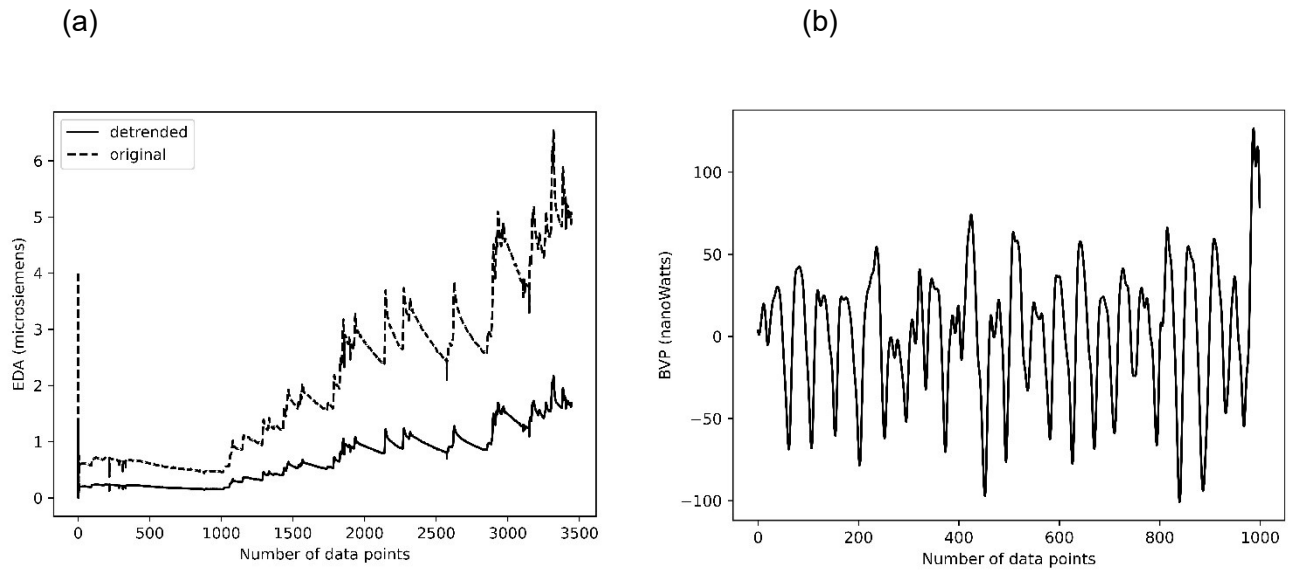 (a)
(b)
detrended
original
EDA (microsiemens)
6
5
4
3
2
1
0
0 500 1000 1500 2000 2500 3000 3500
Number of data points
BVP (nanoWatts)
100
50
0
−50
−100
0 200 400 600 800 1000
Number of data points